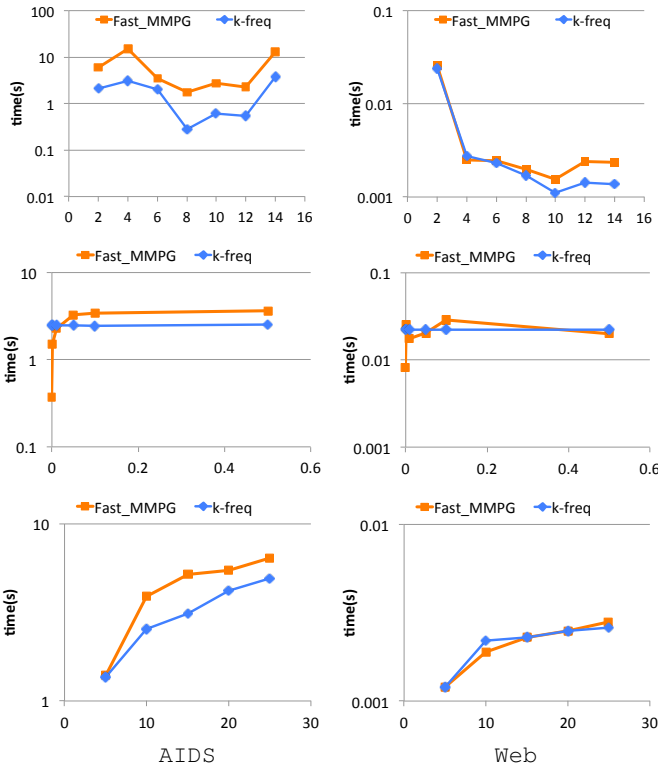 Fast_MMPG k-freq
time(s)
100
10
1
0.1
0.01
0 2 4 6 8 10 12 14 16
Fast_MMPG k-freq
time(s)
0.1
0.01
0.001
0 2 4 6 8 10 12 14 16
Fast_MMPG k-freq
time(s)
10
1
0.1
0 0.2 0.4 0.6
Fast_MMPG k-freq
time(s)
0.1
0.01
0.001
0 0.2 0.4 0.6
Fast_MMPG k-freq
time(s)
10
1
0 10 20 30
AIDS
Fast_MMPG k-freq
time(s)
0.01
0.001
0 10 20 30
Web